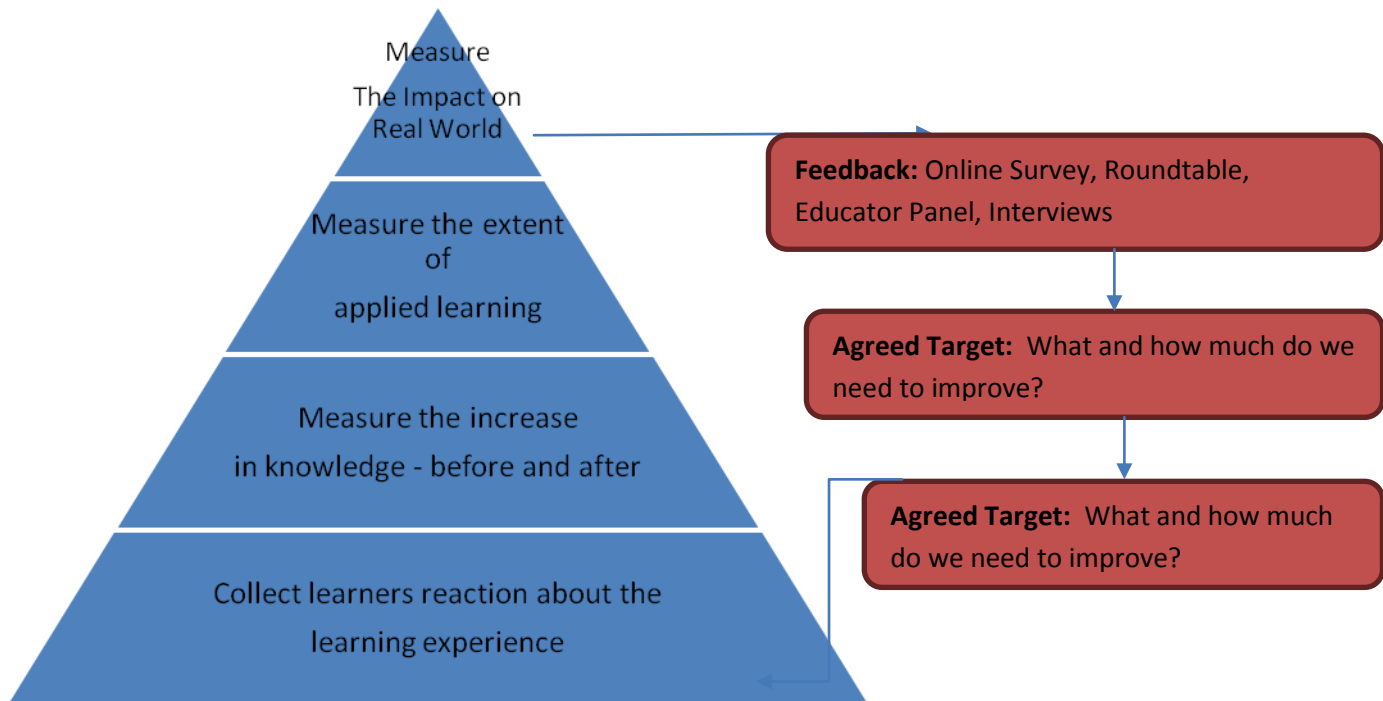 Measure
The Impact on
Real World
Measure the extent
of
applied learning
Measure the increase
in knowledge - before and after
Collect learners reaction about the
learning experience
Feedback: Online Survey, Roundtable,
Educator Panel, Interviews
Agreed Target: What and how much do we
need to improve?
Agreed Target: What and how much
do we need to improve?